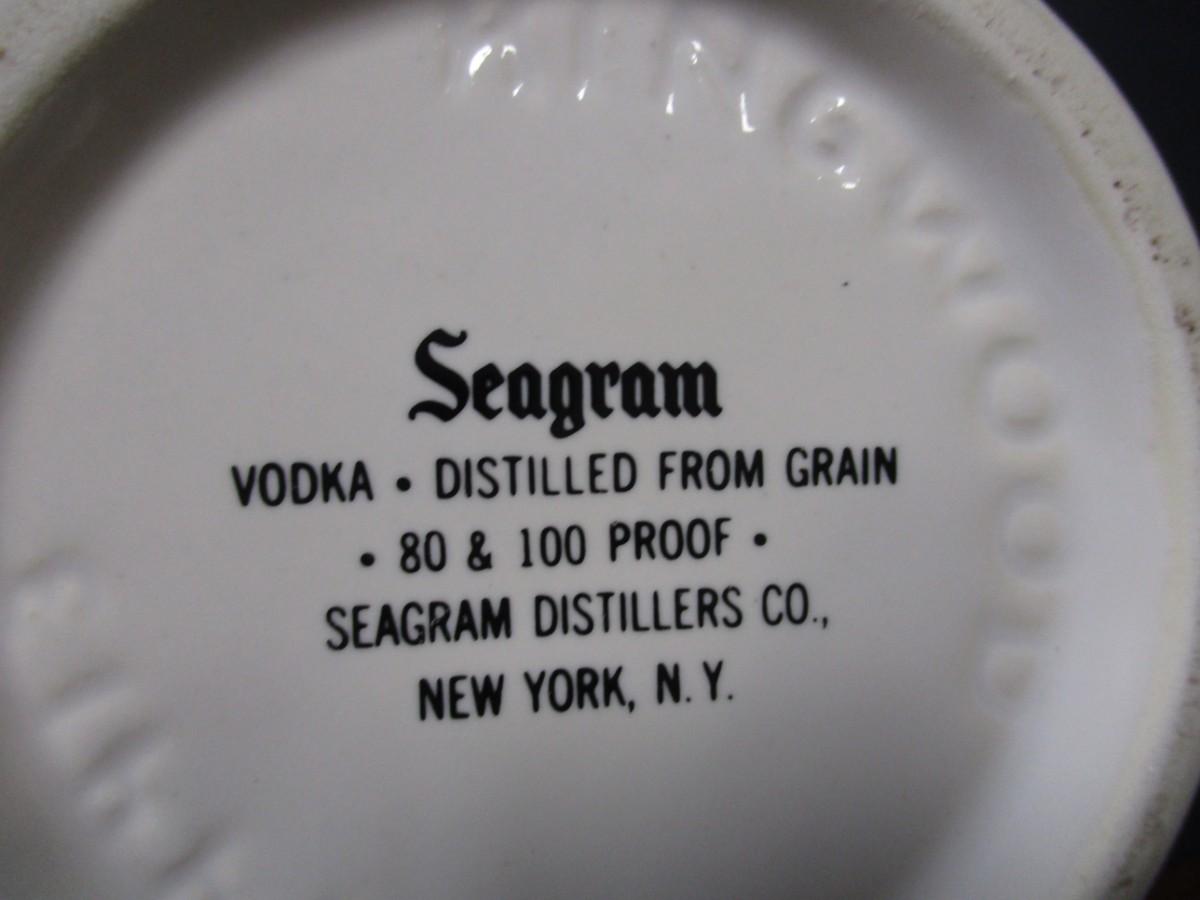 Seagram
VODKA • DISTILLED FROM GRAIN
• 80 & 100 PROOF •
SEAGRAM DISTILLERS CO.,
NEW YORK, N.Y.